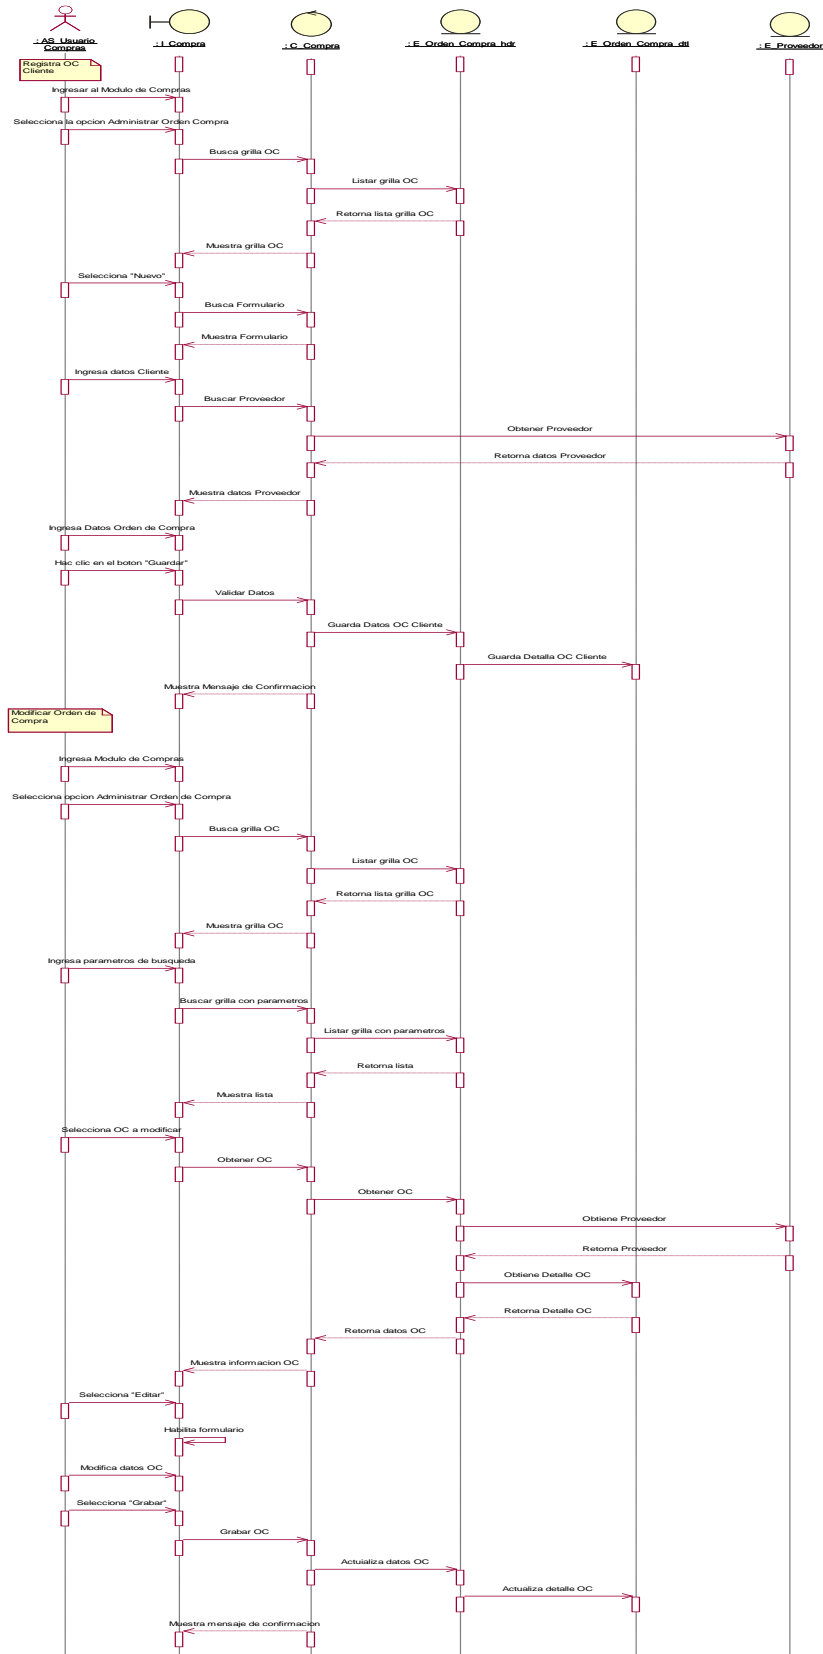 : AS_Usuario
Compras
: I_Compra
: C_Compra
: E_Orden_Compra_hdr
: E_Orden_Compra_dtl
: E_Proveedor
Registra OC
Cliente
Ingresar al Modulo de Compras
Selecciona la opcion Administrar Orden Compra
Busca grilla OC
Listar grilla OC
Retorna lista grilla OC
Muestra grilla OC
Selecciona "Nuevo"
Busca Formulario
Muestra Formulario
Ingresa datos Cliente
Buscar Proveedor
Obtener Proveedor
Retorna datos Proveedor
Muestra datos Proveedor
Ingresa Datos Orden de Compra
Hac clic en el boton "Guardar"
Validar Datos
Guarda Datos OC Cliente
Guarda Detalla OC Cliente
Muestra Mensaje de Confirmacion
Modificar Orden de
Compra
Ingresa Modulo de Compras
Selecciona opcion Administrar Orden de Compra
Busca grilla OC
Listar grilla OC
Retorna lista grilla OC
Muestra grilla OC
Ingresa parametros de busqueda
Buscar grilla con parametros
Listar grilla con parametros
Retorna lista
Muestra lista
Selecciona OC a modificar
Obtener OC
Obtener OC
Obtiene Proveedor
Retorna Proveedor
Obtiene Detalle OC
Retorna Detalle OC
Retorna datos OC
Muestra informacion OC
Selecciona "Editar"
Habilita formulario
Modifica datos OC
Selecciona "Grabar"
Grabar OC
Actuializa datos OC
Actualiza detalle OC
Muestra mensaje de confirmacion